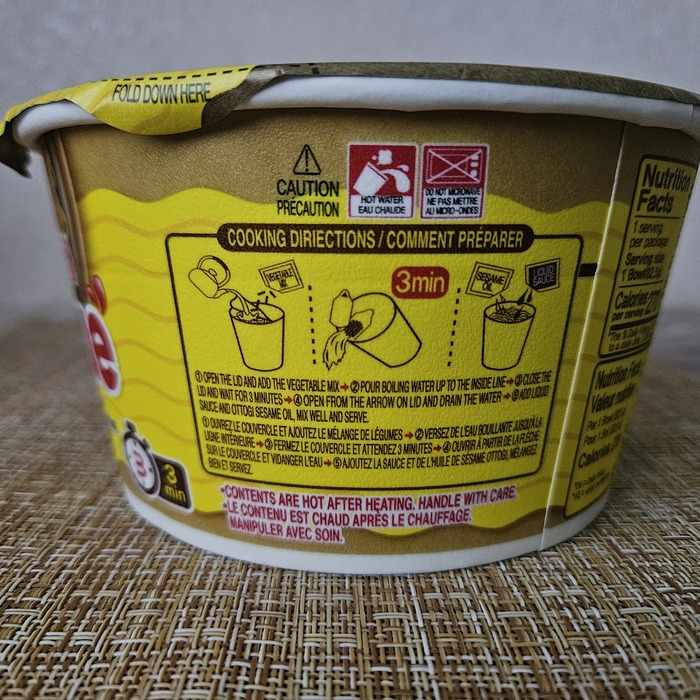 FOLD DOWN HERE
CAUTION
PRÉCAUTION
HOT WATER
EAU CHAUDE
DO NOT MICROWAVE
NE PAS METTRE
AU MICRO-ONDES
COOKING DIRIECTIONS / COMMENT PRÉPARER
VEGETABLE
MIX
3min
SESAME
OIL
LIQUID
SAUCE
① OPEN THE LID AND ADD THE VEGETABLE MIX → ② POUR BOILING WATER UP TO THE INSIDE LINE → ③ CLOSE THE
LID AND WAIT FOR 3 MINUTES → ④ OPEN FROM THE ARROW ON LID AND DRAIN THE WATER → ⑤ ADD LIQUID
SAUCE AND OTTOGI SESAME OIL, MIX WELL AND SERVE.
① OUVREZ LE COUVERCLE ET AJOUTEZ LE MÉLANGE DE LÉGUMES → ② VERSEZ DE L'EAU BOUILLANTE JUSQU'À LA
LIGNE INTÉRIEURE → ③ FERMEZ LE COUVERCLE ET ATTENDEZ 3 MINUTES → ④ OUVRIR À PARTIR DE LA FLÈCHE
SUR LE COUVERCLE ET VIDANGER L'EAU → ⑤ AJOUTEZ LA SAUCE ET DE L'HUILE DE SÉSAME OTTOGI, MÉLANGEZ
BIEN ET SERVEZ.
•CONTENTS ARE HOT AFTER HEATING. HANDLE WITH CARE
•LE CONTENU EST CHAUD APRÈS LE CHAUFFAGE.
MANIPULER AVEC SOIN.
3
min
Nutrition
Facts
1 serving
per package
Serving size
1 Bowl
Calories
per serving
Nutrition
Valeur
Calories